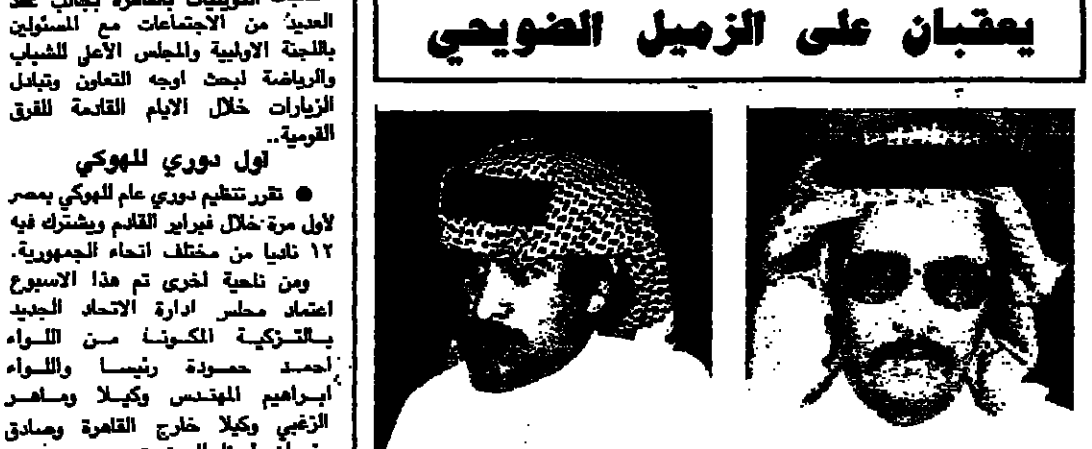 يعقبان على الزميل الضويحي
العديد من الاجتماعات مع المسئولين
باللجنة الاولبية والمجلس الأعلى للشباب
والرياضة لبحث اوجه التعاون وتبادل
الزيارات خلال الايام القادمة للفرق
القومية..
اول دوري للهوكي
● تقرر تنظيم دوري عام للهوكي بمصر
لأول مرة خلال فبراير القادم ويشترك فيه
١٢ ناديا من مختلف انحاء الجمهورية.
ومن ناحية اخرى تم هذا الاسبوع
اعتماد مجلس ادارة الاتحاد الجديد
بالتزكية المكونة من اللواء
احمد حمودة رئيسا واللواء
ابراهيم المهندس وكيلا وماهر
الزغبي وكيلا خارج القاهرة وصادق